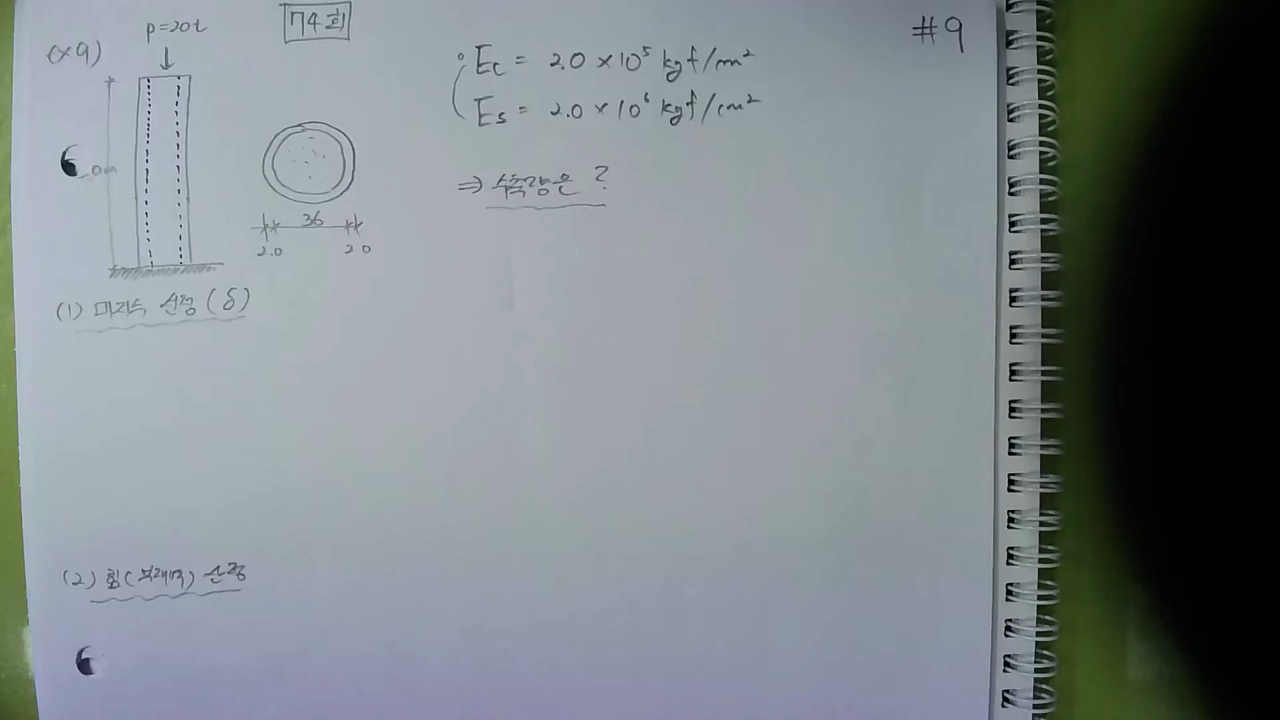 74회
#9
P=20t
Ec = 2.0 × 10⁵ kgf/cm²
Es = 2.0 × 10⁶ kgf/cm²
⇒ 수축량은 ?
36
2.0 2.0
(1) 미지수 산정 (δ)
(2) 힘(부재력) 산정